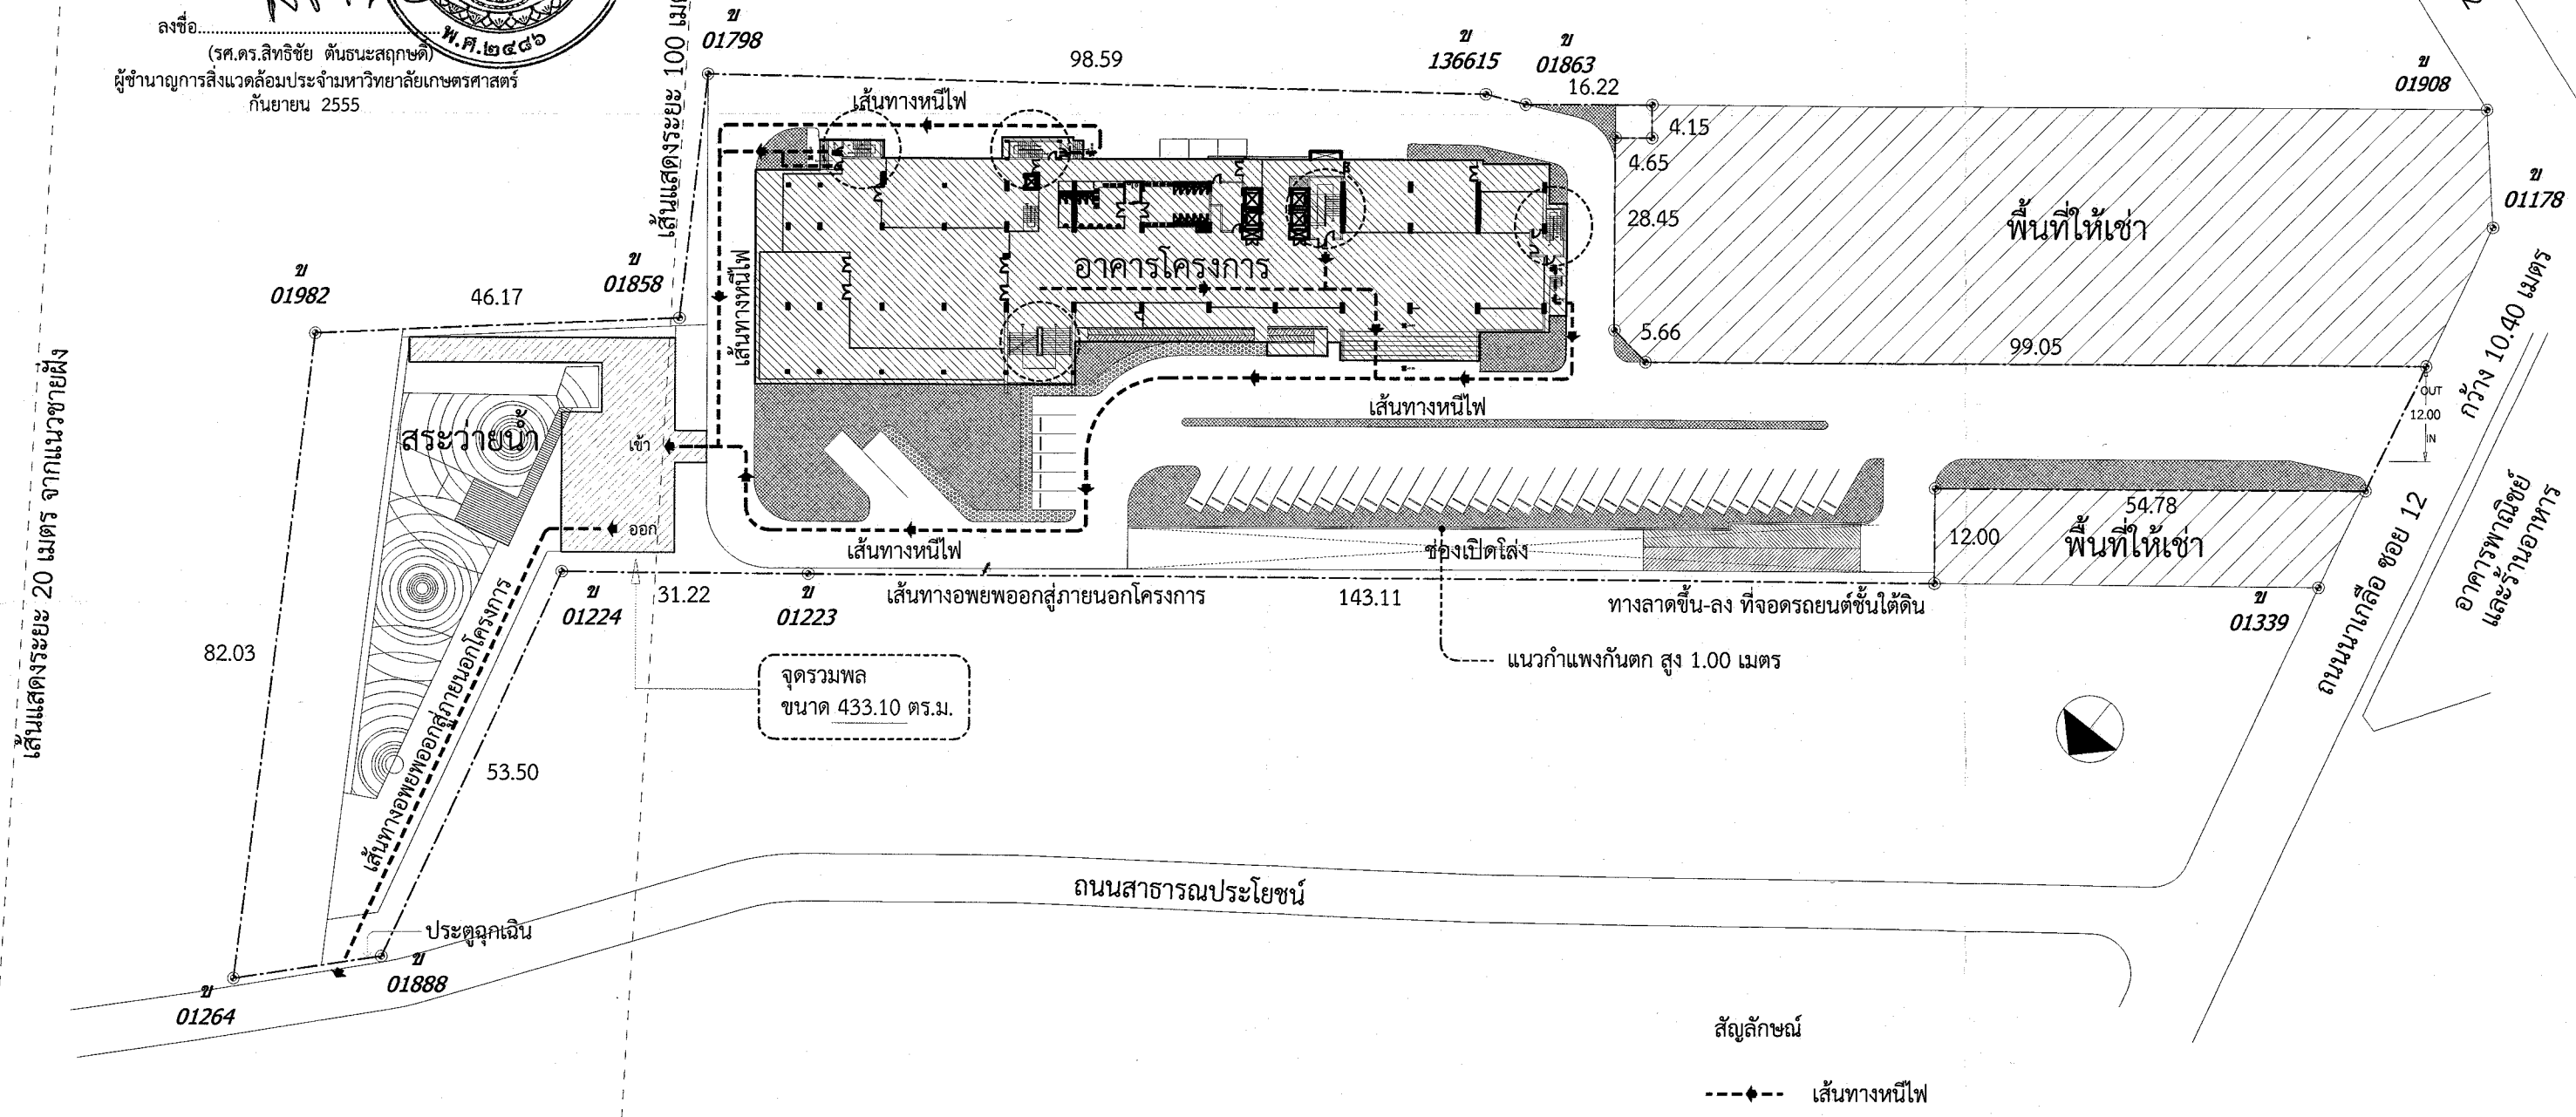 ลงชื่อ
พ.ศ.๒๔๘๖
(รศ.ดร.สิทธิชัย ตันธนะสฤกษดิ์)
ผู้ชำนาญการสิ่งแวดล้อมประจำมหาวิทยาลัยเกษตรศาสตร์
กันยายน 2555
เส้นแสดงระยะ 100
ข
01798
98.59
ข
136615
ข
01863
16.22
ข
01908
เส้นทางหนีไฟ
4.15
4.65
28.45
5.66
พื้นที่ให้เช่า
ข
01178
99.05
กว้าง 10.40 เมตร
OUT
12.00
IN
ข
01982
46.17
ข
01858
เส้นทางหนีไฟ
อาคารโครงการ
เส้นทางหนีไฟ
สระว่ายน้ำ
เข้า
ออก
เส้นแสดงระยะ 20 เมตร จากแนวชายฝั่ง
เส้นทางหนีไฟ
ช่องเปิดโล่ง
54.78
12.00
พื้นที่ให้เช่า
อาคารพาณิชย์
และร้านอาหาร
ถนนนาเกลือ ซอย 12
ข
01224
31.22
ข
01223
เส้นทางอพยพออกสู่ภายนอกโครงการ
143.11
ทางลาดขึ้น-ลง ที่จอดรถยนต์ชั้นใต้ดิน
ข
01339
82.03
เส้นทางอพยพออกสู่ภายนอกโครงการ
53.50
จุดรวมพล
ขนาด 433.10 ตร.ม.
แนวกำแพงกันตก สูง 1.00 เมตร
ถนนสาธารณประโยชน์
ประตูฉุกเฉิน
ข
01888
ข
01264
สัญลักษณ์
เส้นทางหนีไฟ